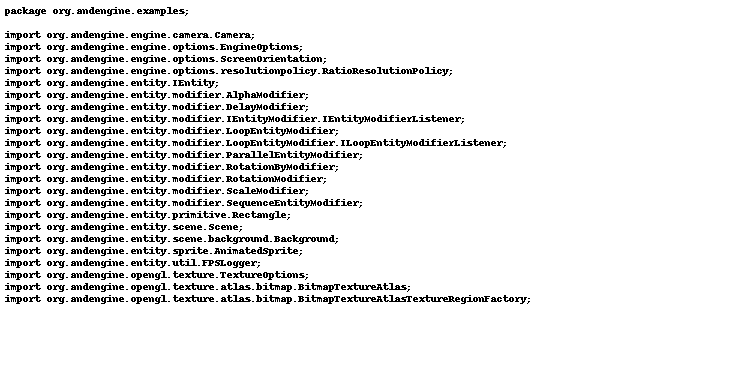 package org.andengine.examples;

import org.andengine.engine.camera.Camera;
import org.andengine.engine.options.EngineOptions;
import org.andengine.engine.options.ScreenOrientation;
import org.andengine.engine.options.resolutionpolicy.RatioResolutionPolicy;
import org.andengine.entity.IEntity;
import org.andengine.entity.modifier.AlphaModifier;
import org.andengine.entity.modifier.DelayModifier;
import org.andengine.entity.modifier.IEntityModifier.IEntityModifierListener;
import org.andengine.entity.modifier.LoopEntityModifier;
import org.andengine.entity.modifier.LoopEntityModifier.ILoopEntityModifierListener;
import org.andengine.entity.modifier.ParallelEntityModifier;
import org.andengine.entity.modifier.RotationByModifier;
import org.andengine.entity.modifier.RotationModifier;
import org.andengine.entity.modifier.ScaleModifier;
import org.andengine.entity.modifier.SequenceEntityModifier;
import org.andengine.entity.primitive.Rectangle;
import org.andengine.entity.scene.Scene;
import org.andengine.entity.scene.background.Background;
import org.andengine.entity.sprite.AnimatedSprite;
import org.andengine.entity.util.FPSLogger;
import org.andengine.opengl.texture.TextureOptions;
import org.andengine.opengl.texture.atlas.bitmap.BitmapTextureAtlas;
import org.andengine.opengl.texture.atlas.bitmap.BitmapTextureAtlasTextureRegionFactory;